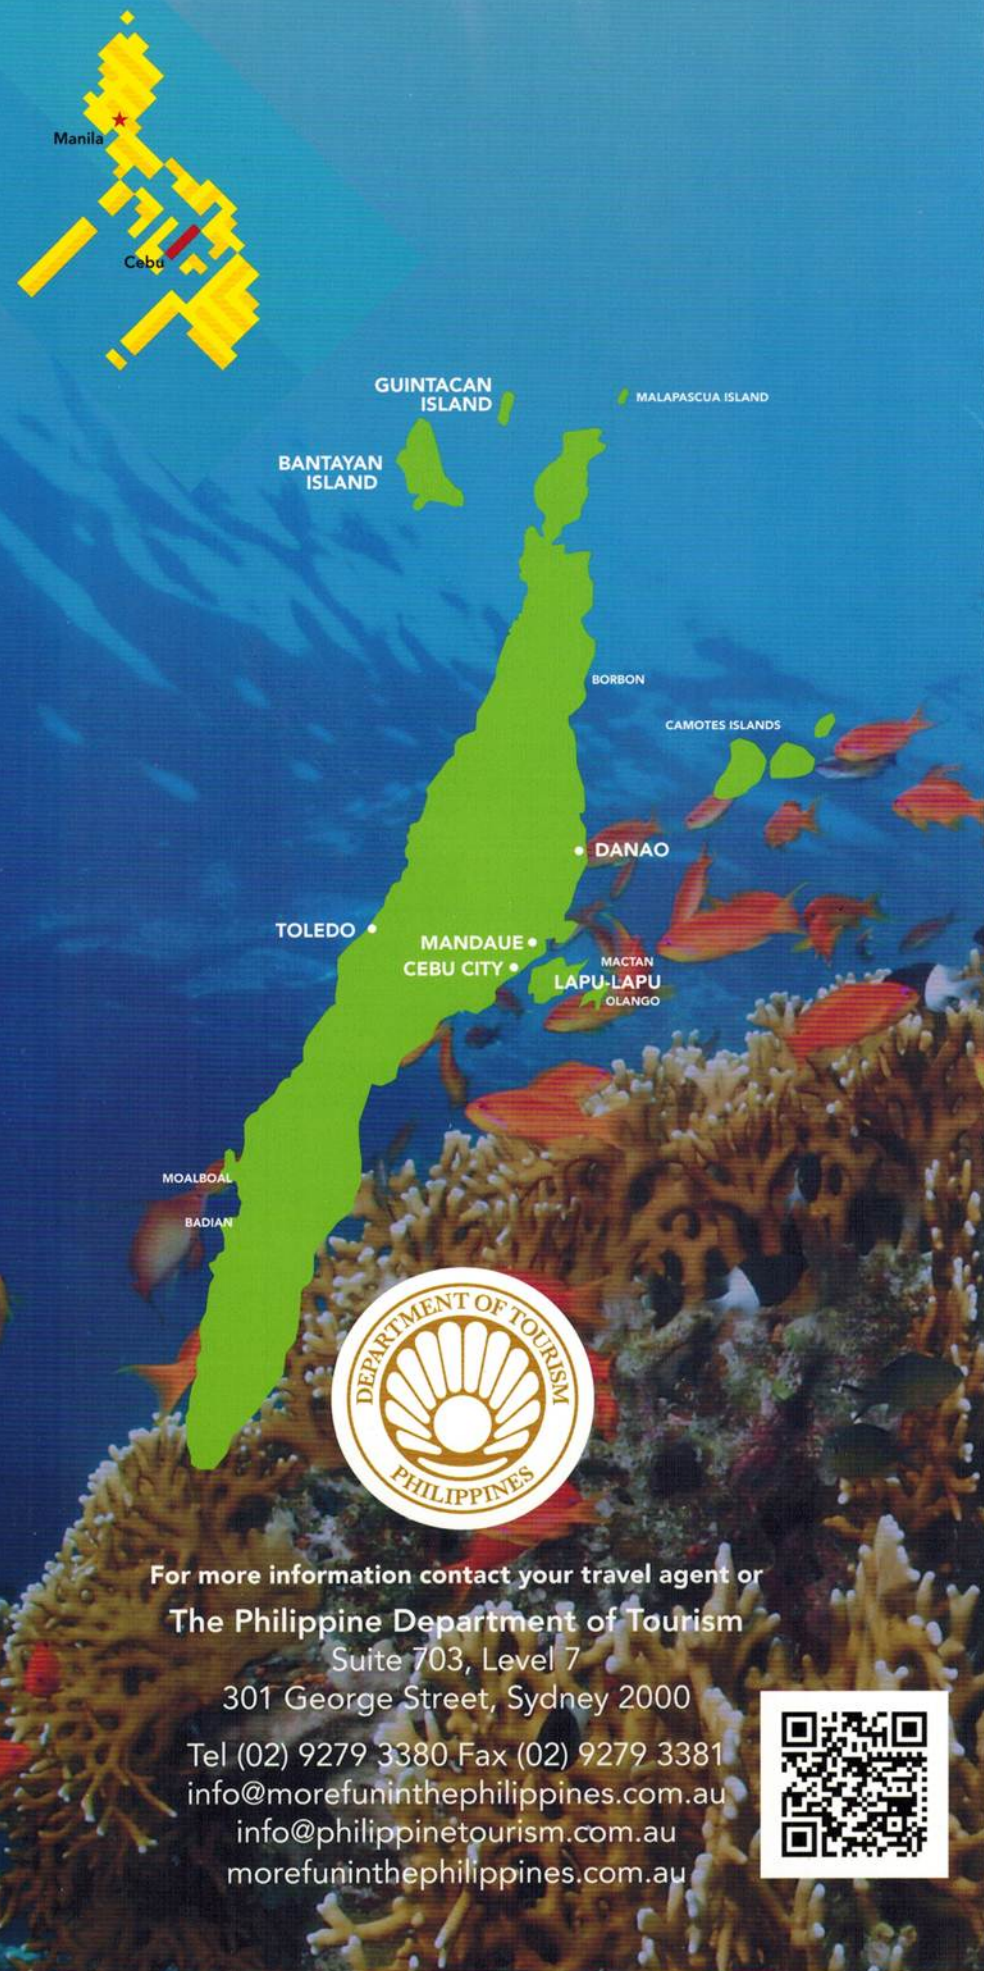 Manila
Cebu
GUINTACAN
ISLAND
MALAPASCUA ISLAND
BANTAYAN
ISLAND
BORBON
CAMOTES ISLANDS
DANAO
TOLEDO
MANDAUE
CEBU CITY
MACTAN
LAPU-LAPU
OLANGO
MOALBOAL
BADIAN
DEPARTMENT OF TOURISM
PHILIPPINES
For more information contact your travel agent or
The Philippine Department of Tourism
Suite 703, Level 7
301 George Street, Sydney 2000
Tel (02) 9279 3380 Fax (02) 9279 3381
info@morefuninthephilippines.com.au
info@philippinetourism.com.au
morefuninthephilippines.com.au